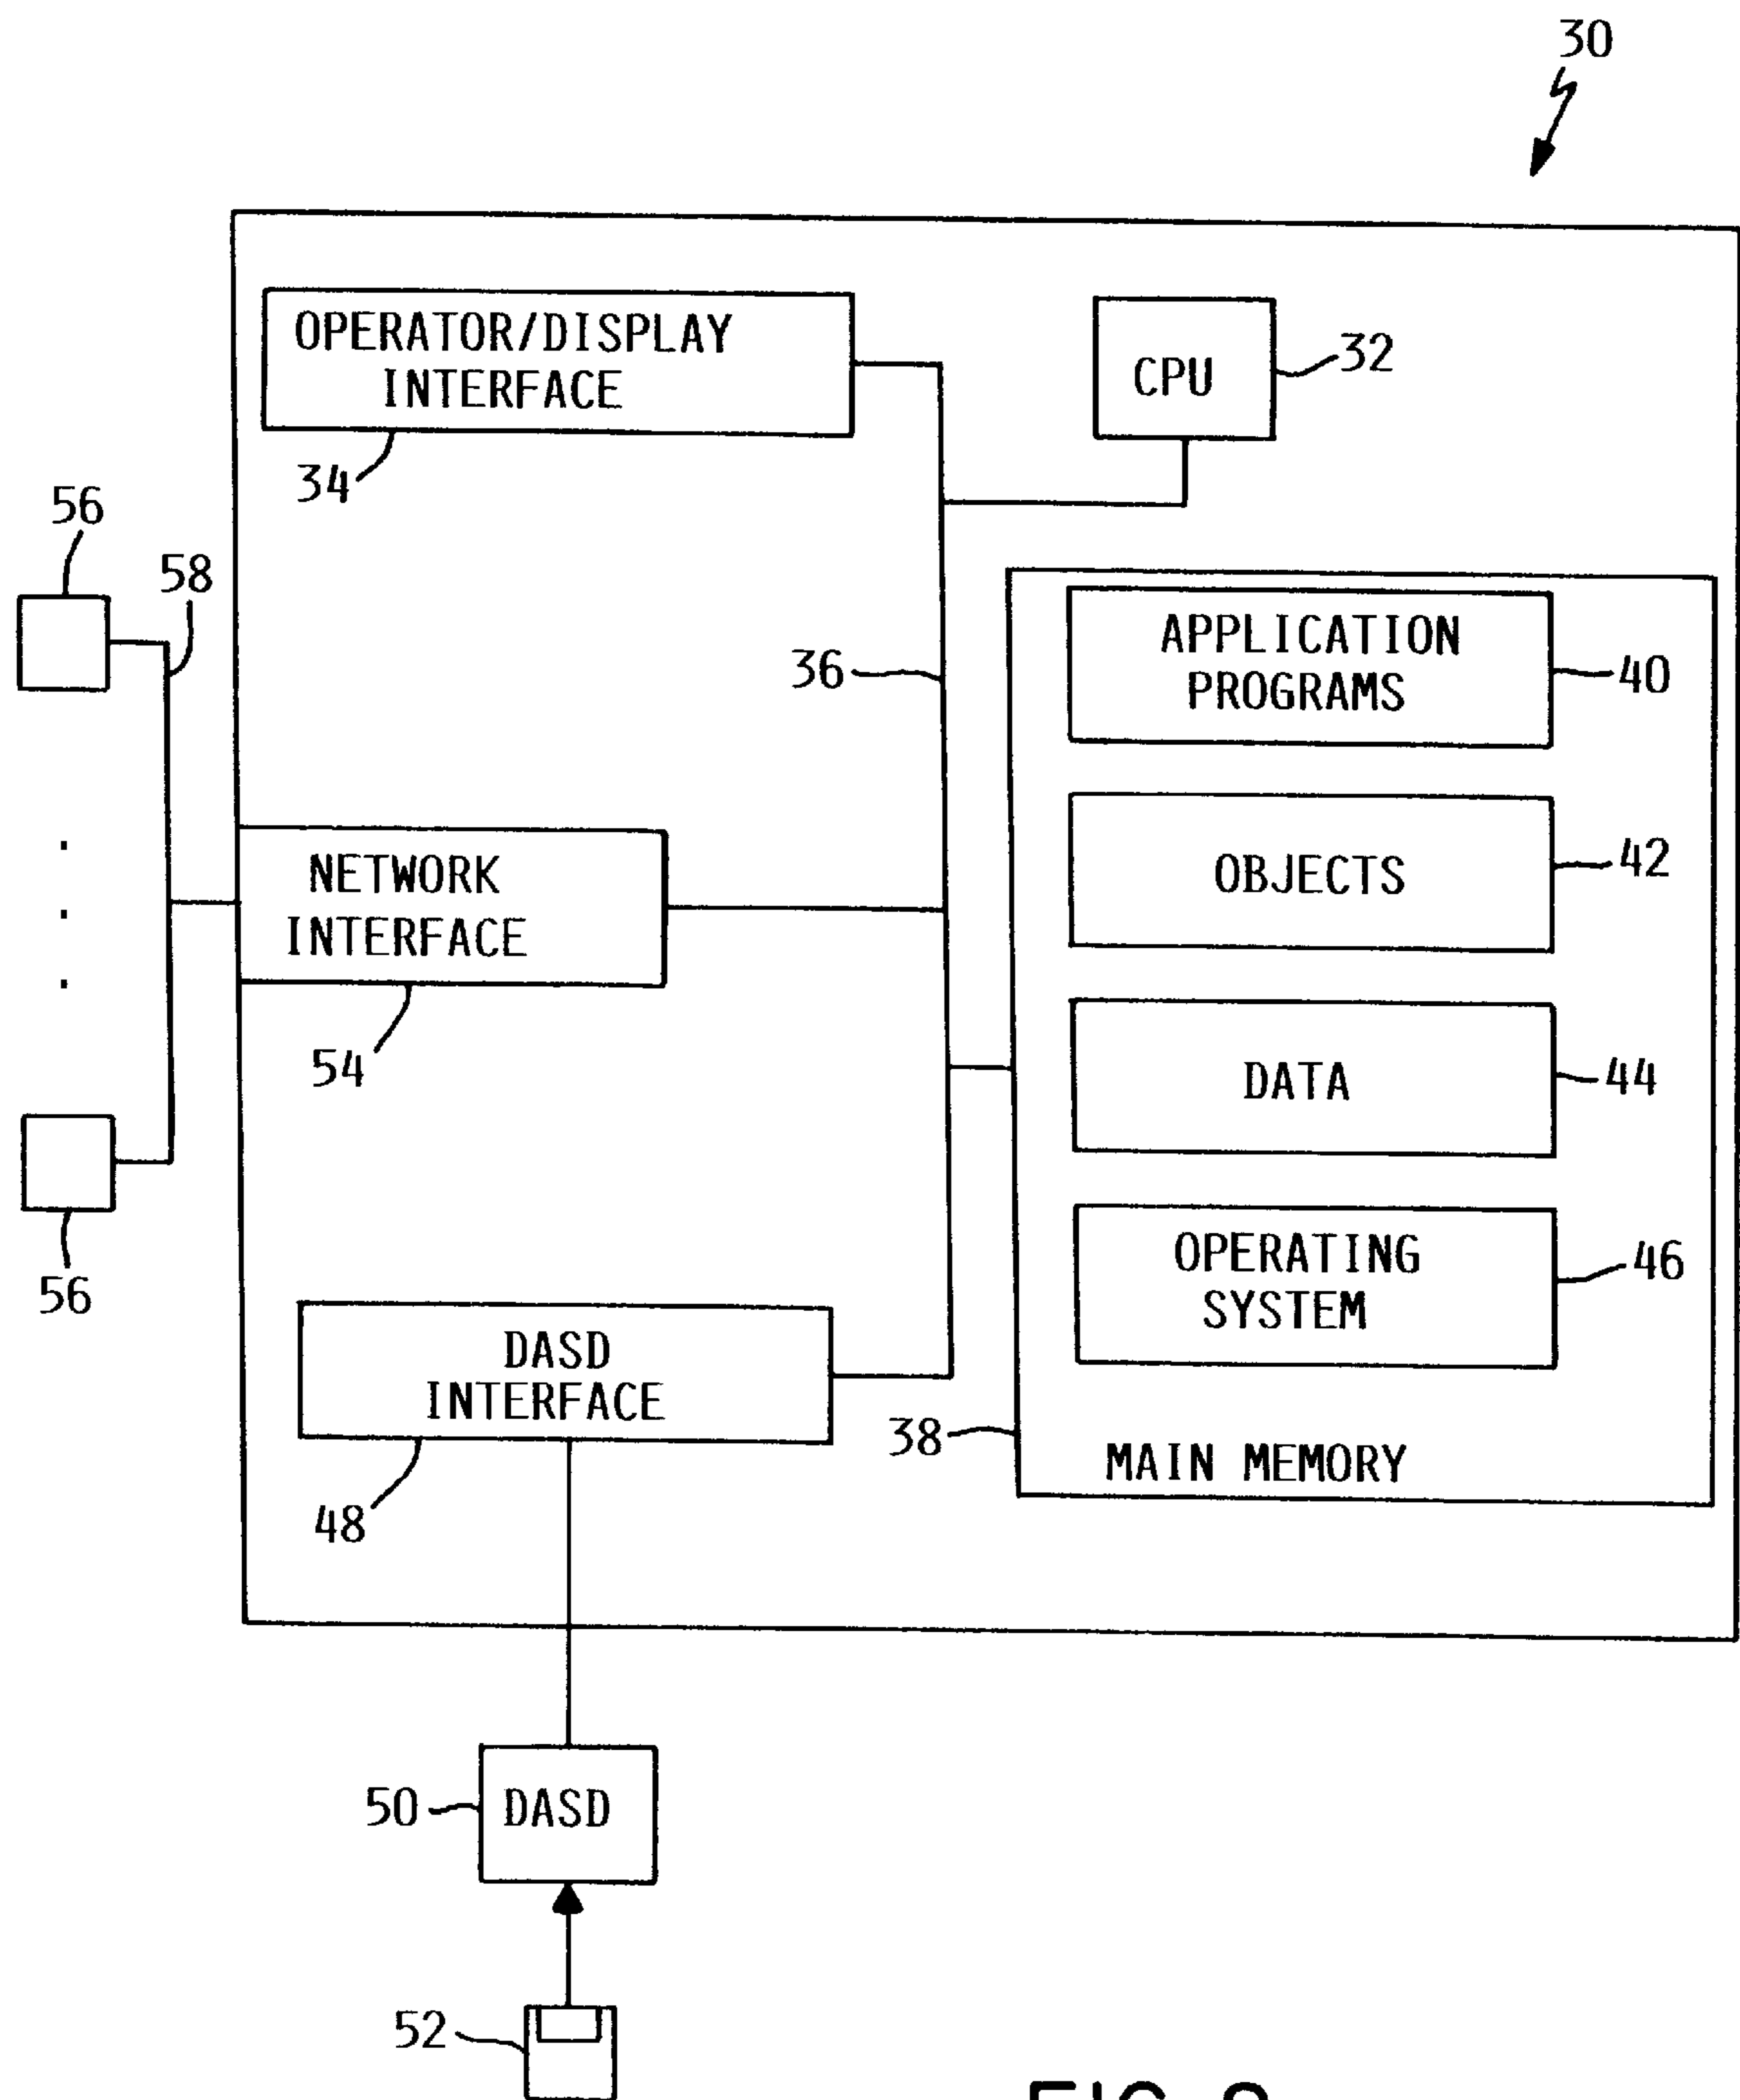 30
OPERATOR/DISPLAY
INTERFACE
34
CPU
32
56
58
36
APPLICATION
PROGRAMS
40
OBJECTS
42
NETWORK
INTERFACE
54
DATA
44
56
OPERATING
SYSTEM
46
DASD
INTERFACE
48
38
MAIN MEMORY
50
DASD
52